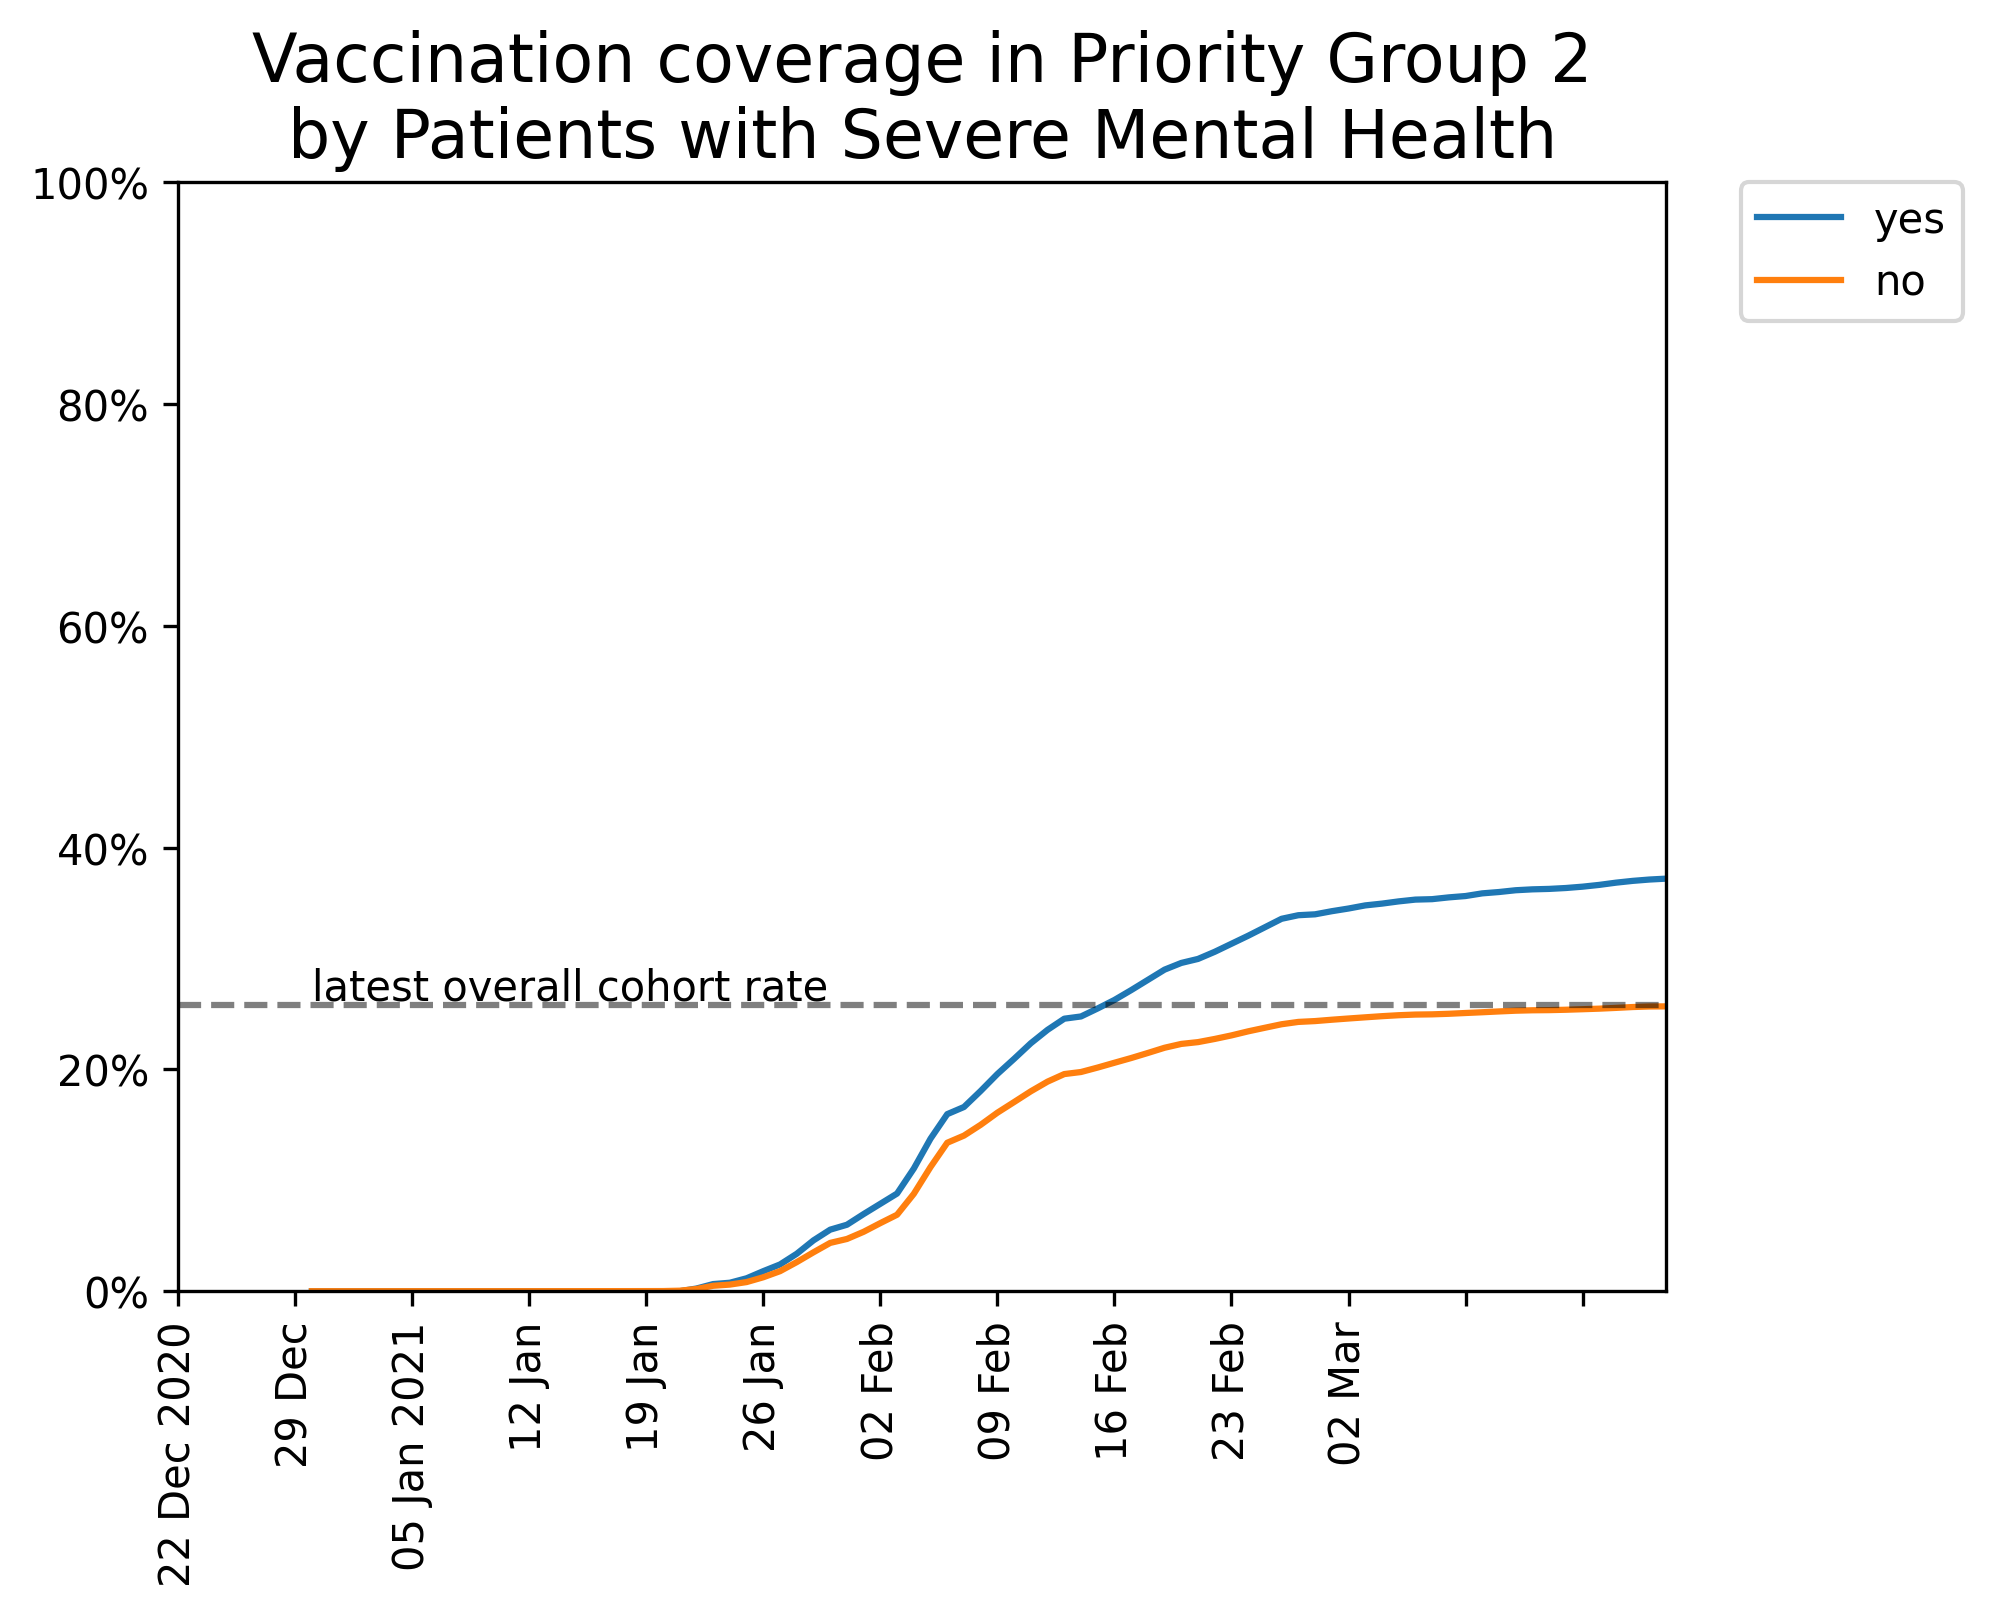 Vaccination coverage in Priority Group 2
by Patients with Severe Mental Health
100%
80%
60%
40%
20%
0%
latest overall cohort rate
yes
no
22 Dec 2020
29 Dec
05 Jan 2021
12 Jan
19 Jan
26 Jan
02 Feb
09 Feb
16 Feb
23 Feb
02 Mar